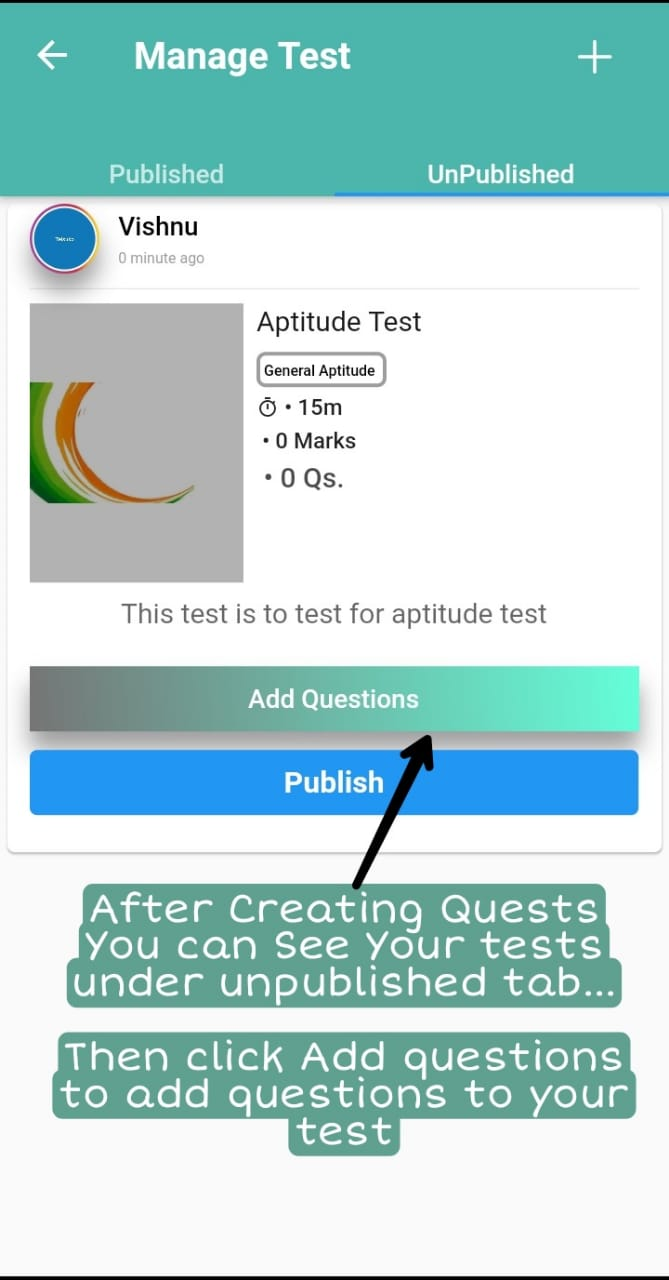 Manage Test
Published
UnPublished
Vishnu
0 minute ago
Aptitude Test
General Aptitude
• 15m
• 0 Marks
• 0 Qs.
This test is to test for aptitude test
Add Questions
Publish
After Creating Quests
You can See Your tests
under unpublished tab...
Then click Add questions
to add questions to your
test